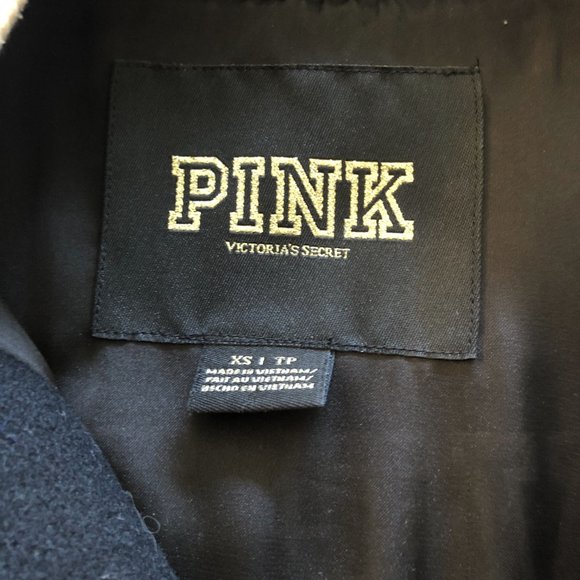 PINK
VICTORIA'S SECRET
XS | TP
MADE IN VIETNAM/
FAIT AU VIETNAM/
HECHO EN VIETNAM